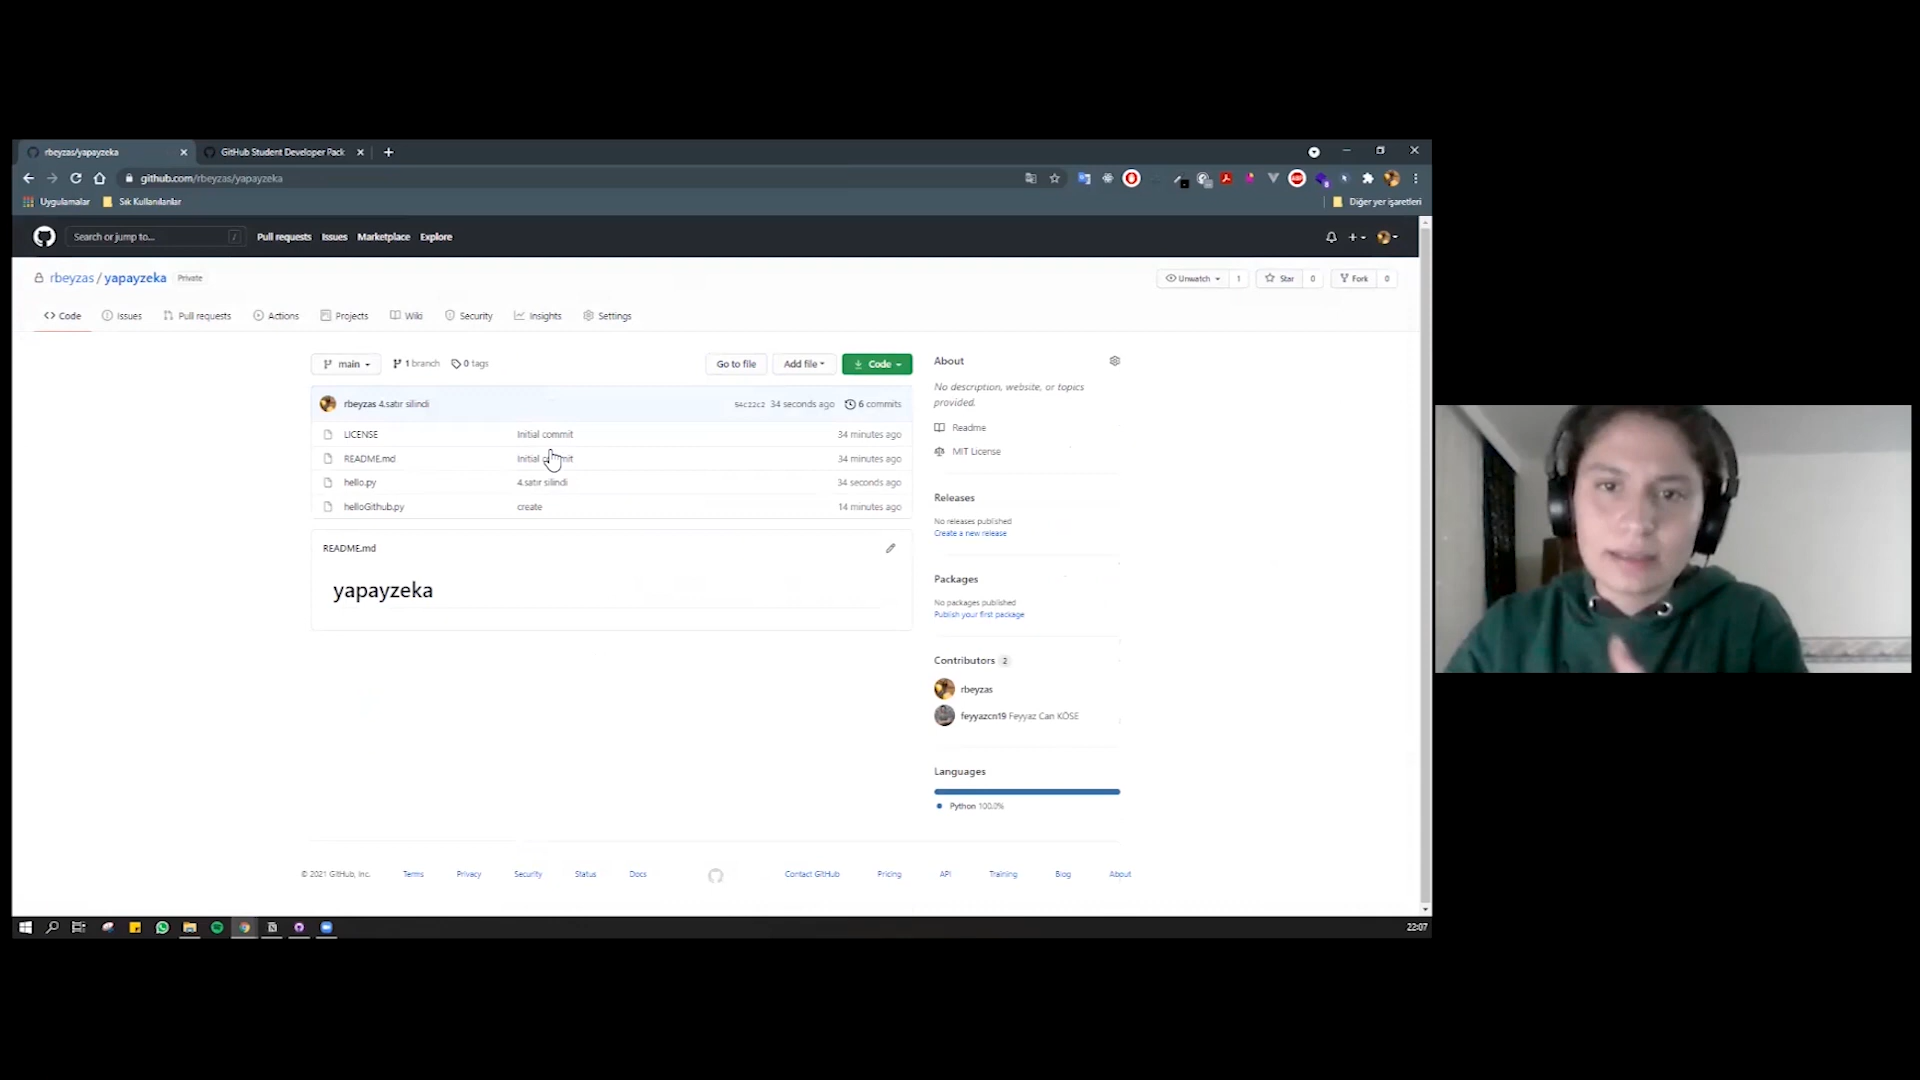 rbeyzas/yapayzeka
GitHub Student Developer Pack
github.com/rbeyzas/yapayzeka
Uygulamalar
Sık Kullanılanlar
Diğer yer işaretleri
Search or jump to...
/
Pull requests
Issues
Marketplace
Explore
rbeyzas / yapayzeka
Private
Unwatch
1
Star
0
Fork
0
Code
Issues
Pull requests
Actions
Projects
Wiki
Security
Insights
Settings
main
1 branch
0 tags
Go to file
Add file
Code
rbeyzas 4.satır silindi
54c22c2 34 seconds ago
6 commits
LICENSE
Initial commit
34 minutes ago
README.md
Initial commit
34 minutes ago
hello.py
4.satır silindi
34 seconds ago
helloGithub.py
create
14 minutes ago
README.md
yapayzeka
About
No description, website, or topics
provided.
Readme
MIT License
Releases
No releases published
Create a new release
Packages
No packages published
Publish your first package
Contributors 2
rbeyzas
feyyazcn19 Feyyaz Can KÖSE
Languages
Python 100.0%
© 2021 GitHub, Inc.
Terms
Privacy
Security
Status
Docs
Contact GitHub
Pricing
API
Training
Blog
About
22:07